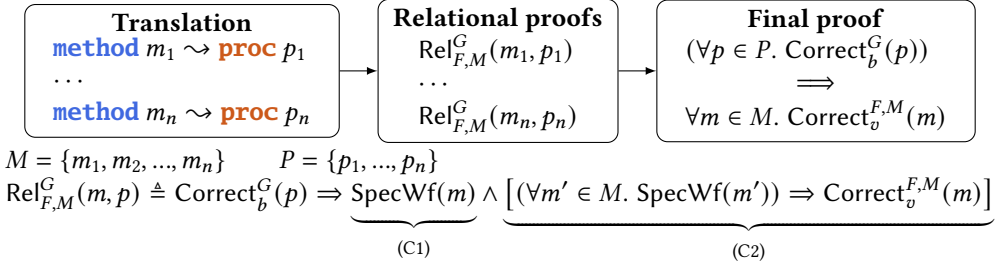 Translation
method m₁ ⤳ proc p₁
...
method mₙ ⤳ proc pₙ
Relational proofs
Rel^G_{F,M}(m₁, p₁)
...
Rel^G_{F,M}(mₙ, pₙ)
Final proof
(∀p ∈ P. Correct^G_b(p))
⟹
∀m ∈ M. Correct^{F,M}_v(m)
M = {m₁, m₂, ..., mₙ} P = {p₁, ..., pₙ}
Rel^G_{F,M}(m, p) ≜ Correct^G_b(p) ⇒ SpecWf(m) ∧ [(∀m′ ∈ M. SpecWf(m′)) ⇒ Correct^{F,M}_v(m)]
(C1) (C2)